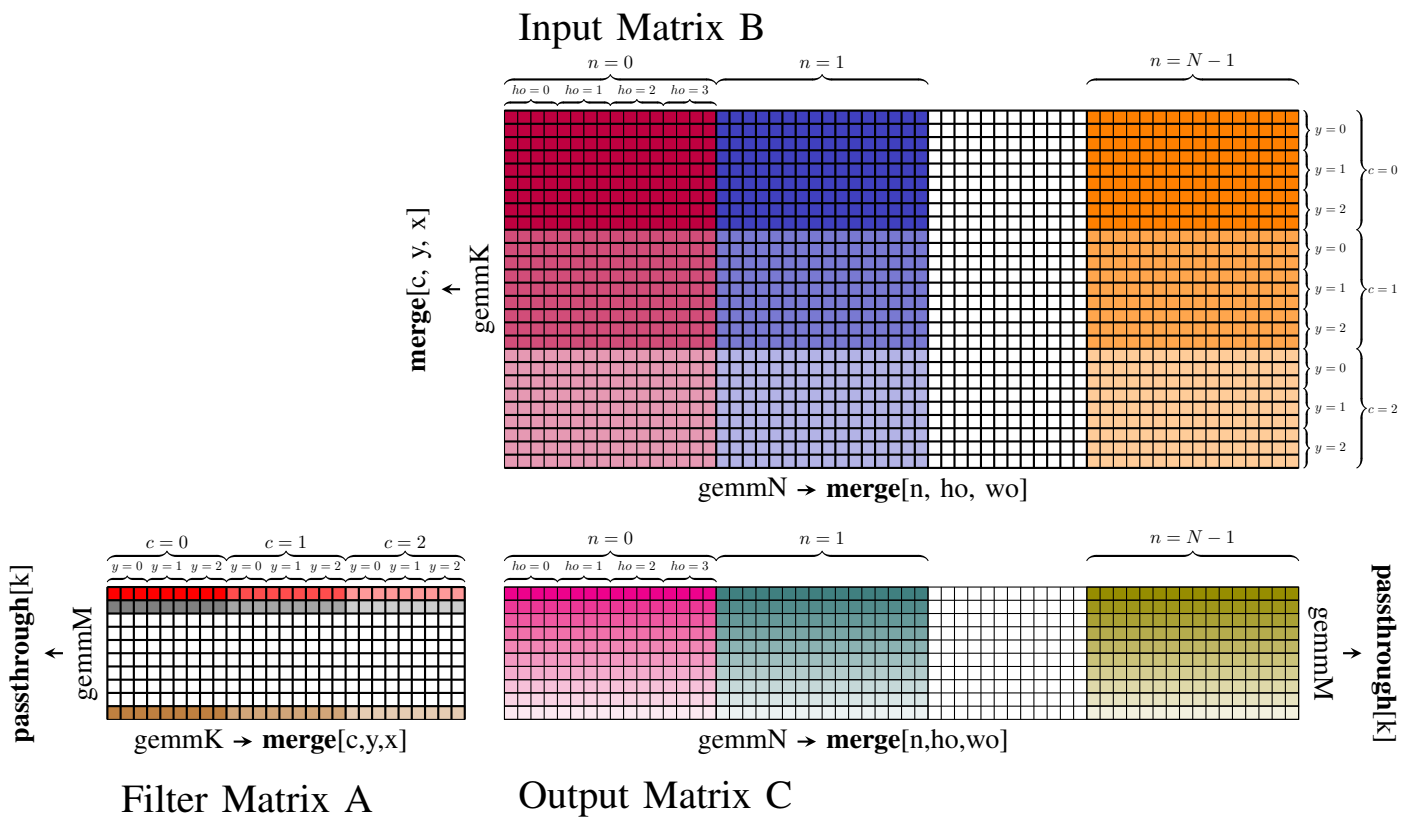 Input Matrix B
n = 0 n = 1 n = N − 1
ho = 0 ho = 1 ho = 2 ho = 3
y = 0
y = 1
y = 2
c = 0
y = 0
y = 1
y = 2
c = 1
y = 0
y = 1
y = 2
c = 2
merge[c, y, x]
gemmK
gemmN → merge[n, ho, wo]
c = 0 c = 1 c = 2
y = 0 y = 1 y = 2 y = 0 y = 1 y = 2 y = 0 y = 1 y = 2
passthrough[k]
gemmM
gemmK → merge[c,y,x]
Filter Matrix A
n = 0 n = 1 n = N − 1
ho = 0 ho = 1 ho = 2 ho = 3
gemmM
passthrough[k]
gemmN → merge[n,ho,wo]
Output Matrix C